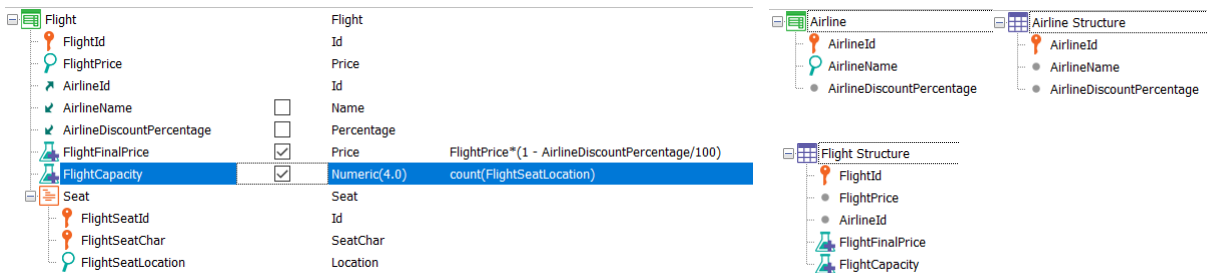 Flight Flight
FlightId Id
FlightPrice Price
AirlineId Id
AirlineName Name
AirlineDiscountPercentage Percentage
FlightFinalPrice Price FlightPrice*(1 - AirlineDiscountPercentage/100)
FlightCapacity Numeric(4.0) count(FlightSeatLocation)
Seat Seat
FlightSeatId Id
FlightSeatChar SeatChar
FlightSeatLocation Location
Airline
AirlineId
AirlineName
AirlineDiscountPercentage
Airline Structure
AirlineId
AirlineName
AirlineDiscountPercentage
Flight Structure
FlightId
FlightPrice
AirlineId
FlightFinalPrice
FlightCapacity